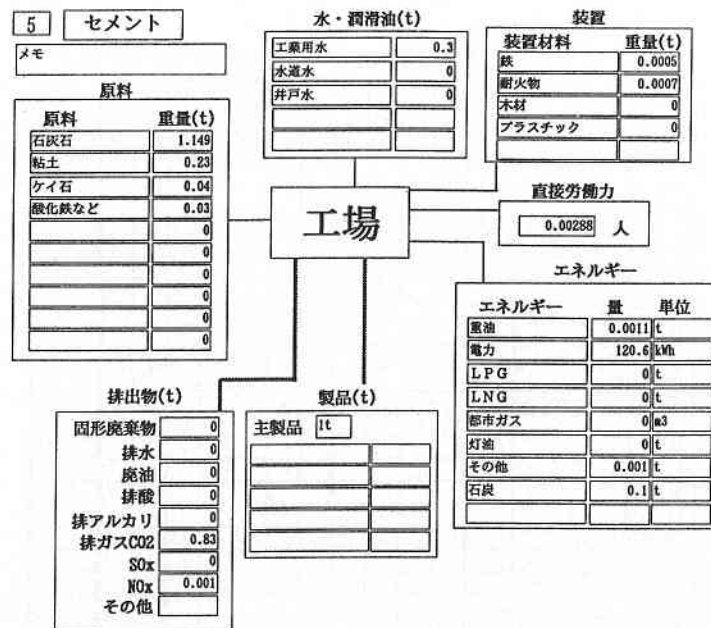 5 セメント
メモ
水・潤滑油(t)
工業用水 0.3
水道水 0
井戸水 0
装置
装置材料 重量(t)
鉄 0.0005
耐火物 0.0007
木材 0
プラスチック 0
原料
原料 重量(t)
石灰石 1.149
粘土 0.23
ケイ石 0.04
酸化鉄など 0.03
0
0
0
0
0
0
工場
直接労働力
0.00288 人
エネルギー
エネルギー 量 単位
重油 0.0011 t
電力 120.6 kWh
LPG 0 t
LNG 0 t
都市ガス 0 m3
灯油 0 t
その他 0.001 t
石炭 0.1 t
排出物(t)
固形廃棄物 0
排水 0
廃油 0
排酸 0
排アルカリ 0
排ガスCO2 0.83
SOx 0
NOx 0.001
その他
製品(t)
主製品 1t